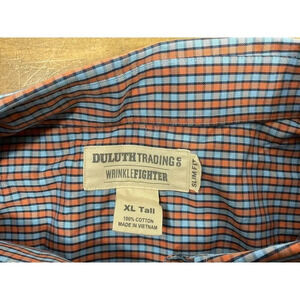 DULUTH TRADING CO
WRINKLEFIGHTER
SLIM FIT
XL Tall
100% COTTON
MADE IN VIETNAM